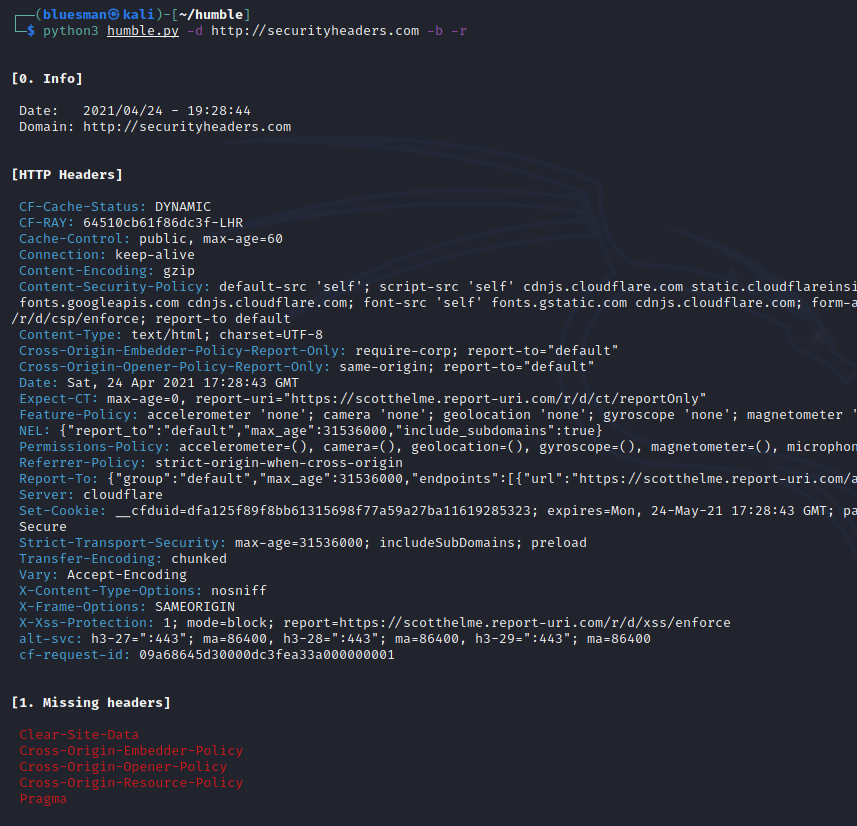 ┌──(bluesman㉿kali)-[~/humble]
└─$ python3 humble.py -d http://securityheaders.com -b -r
[0. Info]
Date:   2021/04/24 - 19:28:44
Domain: http://securityheaders.com
[HTTP Headers]
CF-Cache-Status: DYNAMIC
CF-RAY: 64510cb61f86dc3f-LHR
Cache-Control: public, max-age=60
Connection: keep-alive
Content-Encoding: gzip
Content-Security-Policy: default-src 'self'; script-src 'self' cdnjs.cloudflare.com static.cloudflareinsi
fonts.googleapis.com cdnjs.cloudflare.com; font-src 'self' fonts.gstatic.com cdnjs.cloudflare.com; form-a
/r/d/csp/enforce; report-to default
Content-Type: text/html; charset=UTF-8
Cross-Origin-Embedder-Policy-Report-Only: require-corp; report-to="default"
Cross-Origin-Opener-Policy-Report-Only: same-origin; report-to="default"
Date: Sat, 24 Apr 2021 17:28:43 GMT
Expect-CT: max-age=0, report-uri="https://scotthelme.report-uri.com/r/d/ct/reportOnly"
Feature-Policy: accelerometer 'none'; camera 'none'; geolocation 'none'; gyroscope 'none'; magnetometer '
NEL: {"report_to":"default","max_age":31536000,"include_subdomains":true}
Permissions-Policy: accelerometer=(), camera=(), geolocation=(), gyroscope=(), magnetometer=(), microphon
Referrer-Policy: strict-origin-when-cross-origin
Report-To: {"group":"default","max_age":31536000,"endpoints":[{"url":"https://scotthelme.report-uri.com/a
Server: cloudflare
Set-Cookie: __cfduid=dfa125f89f8bb61315698f77a59a27ba11619285323; expires=Mon, 24-May-21 17:28:43 GMT; pa
Secure
Strict-Transport-Security: max-age=31536000; includeSubDomains; preload
Transfer-Encoding: chunked
Vary: Accept-Encoding
X-Content-Type-Options: nosniff
X-Frame-Options: SAMEORIGIN
X-Xss-Protection: 1; mode=block; report=https://scotthelme.report-uri.com/r/d/xss/enforce
alt-svc: h3-27=":443"; ma=86400, h3-28=":443"; ma=86400, h3-29=":443"; ma=86400
cf-request-id: 09a68645d30000dc3fea33a000000001
[1. Missing headers]
Clear-Site-Data
Cross-Origin-Embedder-Policy
Cross-Origin-Opener-Policy
Cross-Origin-Resource-Policy
Pragma